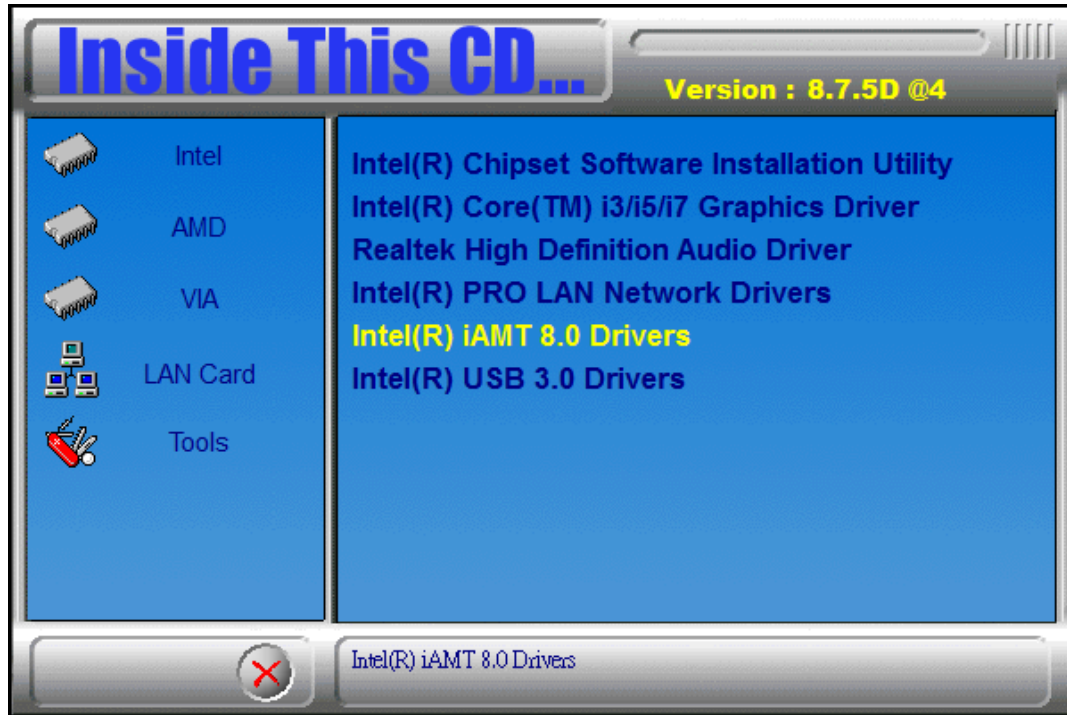 Inside This CD...
Version : 8.7.5D @4
Intel
AMD
VIA
LAN Card
Tools
Intel(R) Chipset Software Installation Utility
Intel(R) Core(TM) i3/i5/i7 Graphics Driver
Realtek High Definition Audio Driver
Intel(R) PRO LAN Network Drivers
Intel(R) iAMT 8.0 Drivers
Intel(R) USB 3.0 Drivers
Intel(R) iAMT 8.0 Drivers